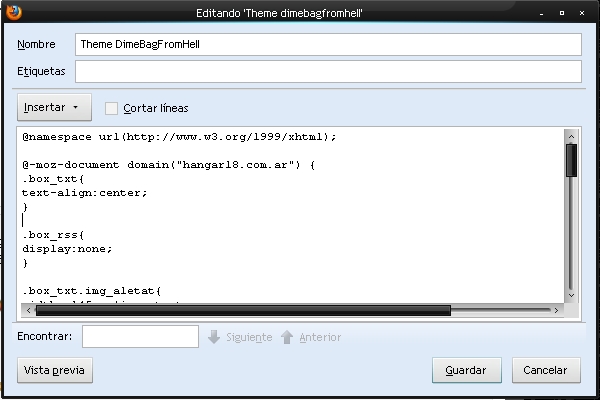 Editando 'Theme dimebagfromhell'
Nombre Theme DimeBagFromHell
Etiquetas
Insertar Cortar líneas
@namespace url(http://www.w3.org/1999/xhtml);
@-moz-document domain("hangar18.com.ar") {
.box_txt{
text-align:center;
}
.box_rss{
display:none;
}
.box_txt.img_aletat{
Encontrar: Siguiente Anterior
Vista previa Guardar Cancelar